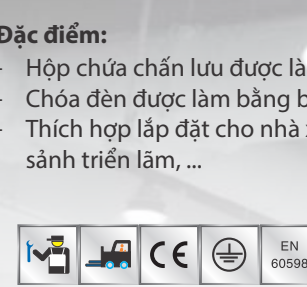 Đặc điểm:
- Hộp chứa chấn lưu được là
- Chóa đèn được làm bằng b
- Thích hợp lắp đặt cho nhà
sảnh triển lãm, ...
CE
EN
60598